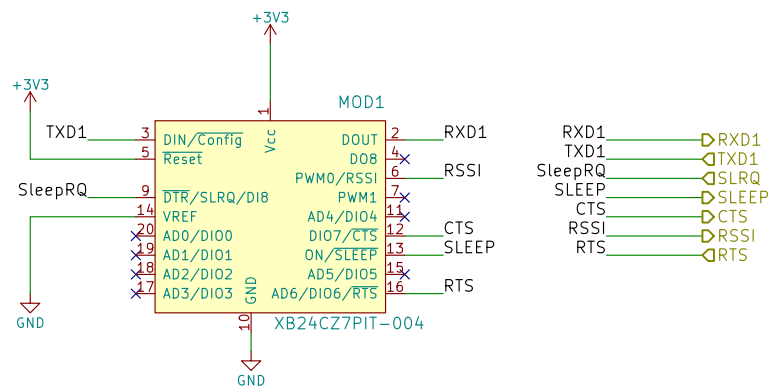 +3V3
+3V3
MOD1
1
Vcc
TXD1
3
DIN/Config
DOUT
2
RXD1
5
Reset
DO8
4
PWM0/RSSI
6
RSSI
SleepRQ
9
DTR/SLRQ/DI8
PWM1
7
14
VREF
AD4/DIO4
11
20
AD0/DIO0
DIO7/CTS
12
CTS
19
AD1/DIO1
ON/SLEEP
13
SLEEP
18
AD2/DIO2
AD5/DIO5
15
17
AD3/DIO3
GND
AD6/DIO6/RTS
16
RTS
10
XB24CZ7PIT-004
GND
GND
RXD1
RXD1
TXD1
TXD1
SleepRQ
SLRQ
SLEEP
SLEEP
CTS
CTS
RSSI
RSSI
RTS
RTS